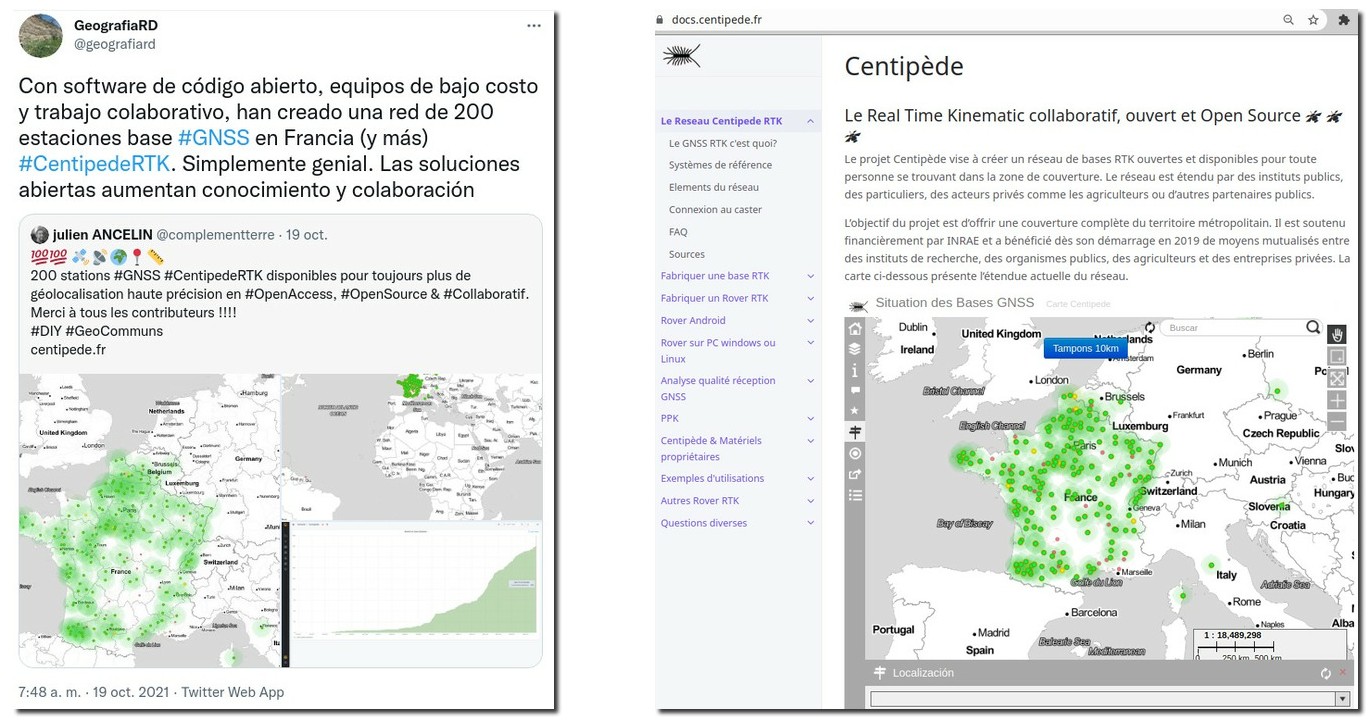 GeografiaRD
@geografiard
Con software de código abierto, equipos de bajo costo
y trabajo colaborativo, han creado una red de 200
estaciones base #GNSS en Francia (y más)
#CentipedeRTK. Simplemente genial. Las soluciones
abiertas aumentan conocimiento y colaboración
julien ANCELIN @complementterre · 19 oct.
💯💯 🛰️📡🌍📍📏
200 stations #GNSS #CentipedeRTK disponibles pour toujours plus de
géolocalisation haute précision en #OpenAccess, #OpenSource & #Collaboratif.
Merci à tous les contributeurs !!!!
#DIY #GeoCommuns
centipede.fr
Hamburg
Netherlands
United Kingdom
London
Germany
Brussels
Belgium
Luxembourg
English Channel
France
Switzerland
Milan
7:48 a. m. · 19 oct. 2021 · Twitter Web App
docs.centipede.fr
Le Reseau Centipede RTK
Le GNSS RTK c'est quoi?
Systèmes de référence
Elements du réseau
Connexion au caster
FAQ
Sources
Fabriquer une base RTK
Fabriquer un Rover RTK
Rover Android
Rover sur PC windows ou
Linux
Analyse qualité réception
GNSS
PPK
Centipède & Matériels
propriétaires
Exemples d'utilisations
Autres Rover RTK
Questions diverses
Centipède
Le Real Time Kinematic collaboratif, ouvert et Open Source
Le projet Centipède vise à créer un réseau de bases RTK ouvertes et disponibles pour toute
personne se trouvant dans la zone de couverture. Le réseau est étendu par des instituts publics,
des particuliers, des acteurs privés comme les agriculteurs ou d'autres partenaires publics.
L'objectif du projet est d'offrir une couverture complète du territoire métropolitain. Il est soutenu
financièrement par INRAE et a bénéficié dès son démarrage en 2019 de moyens mutualisés entre
des instituts de recherche, des organismes publics, des agriculteurs et des entreprises privées. La
carte ci-dessous présente l'étendue actuelle du réseau.
Situation des Bases GNSS Carte Centipede
Buscar
Tampons 10km
Dublin
Ireland
United Kingdom
Netherlands
Amsterdam
Berlin
Germany
London
Bristol Channel
Brussels
English Channel
Luxemburg
Frankfurt
Prague
Czech Republic
Paris
Munich
Vienna
Zurich
Austria
Switzerland
Hungary
France
Geneva
Slovenia
Croatia
Bay of Biscay
Milan
Marseille
Golfe du Lion
Italy
Adriatic Sea
Rome
Barcelona
Naples
Portugal
Madrid
Spain
Balearic Sea
Mediterranean
1 : 18,489,298
0 250 km 500 km
Localización